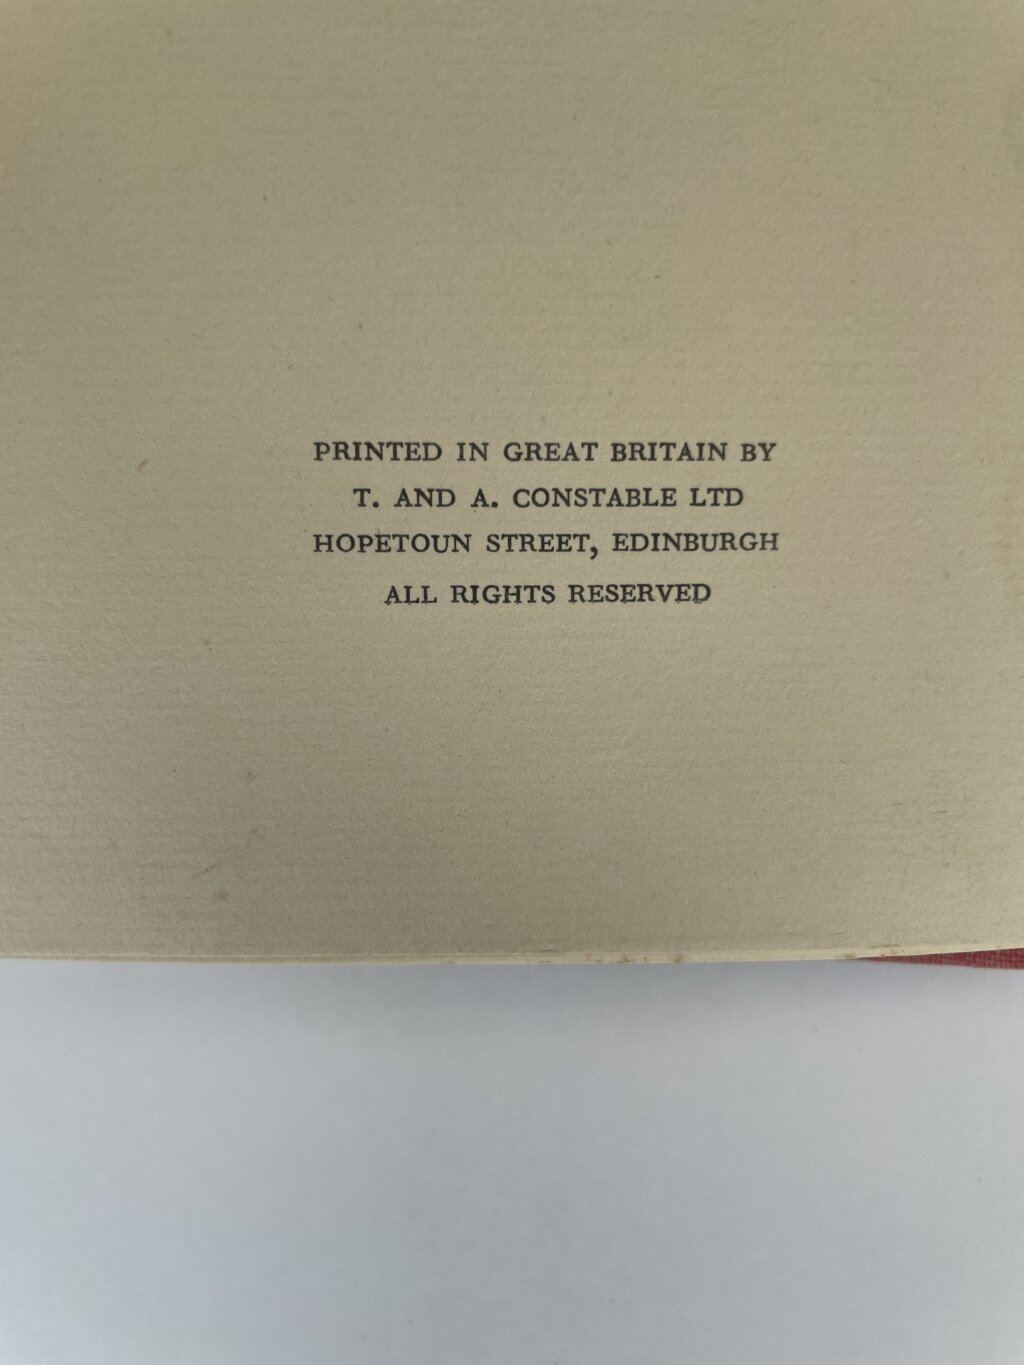 PRINTED IN GREAT BRITAIN BY
T. AND A. CONSTABLE LTD
HOPETOUN STREET, EDINBURGH
ALL RIGHTS RESERVED